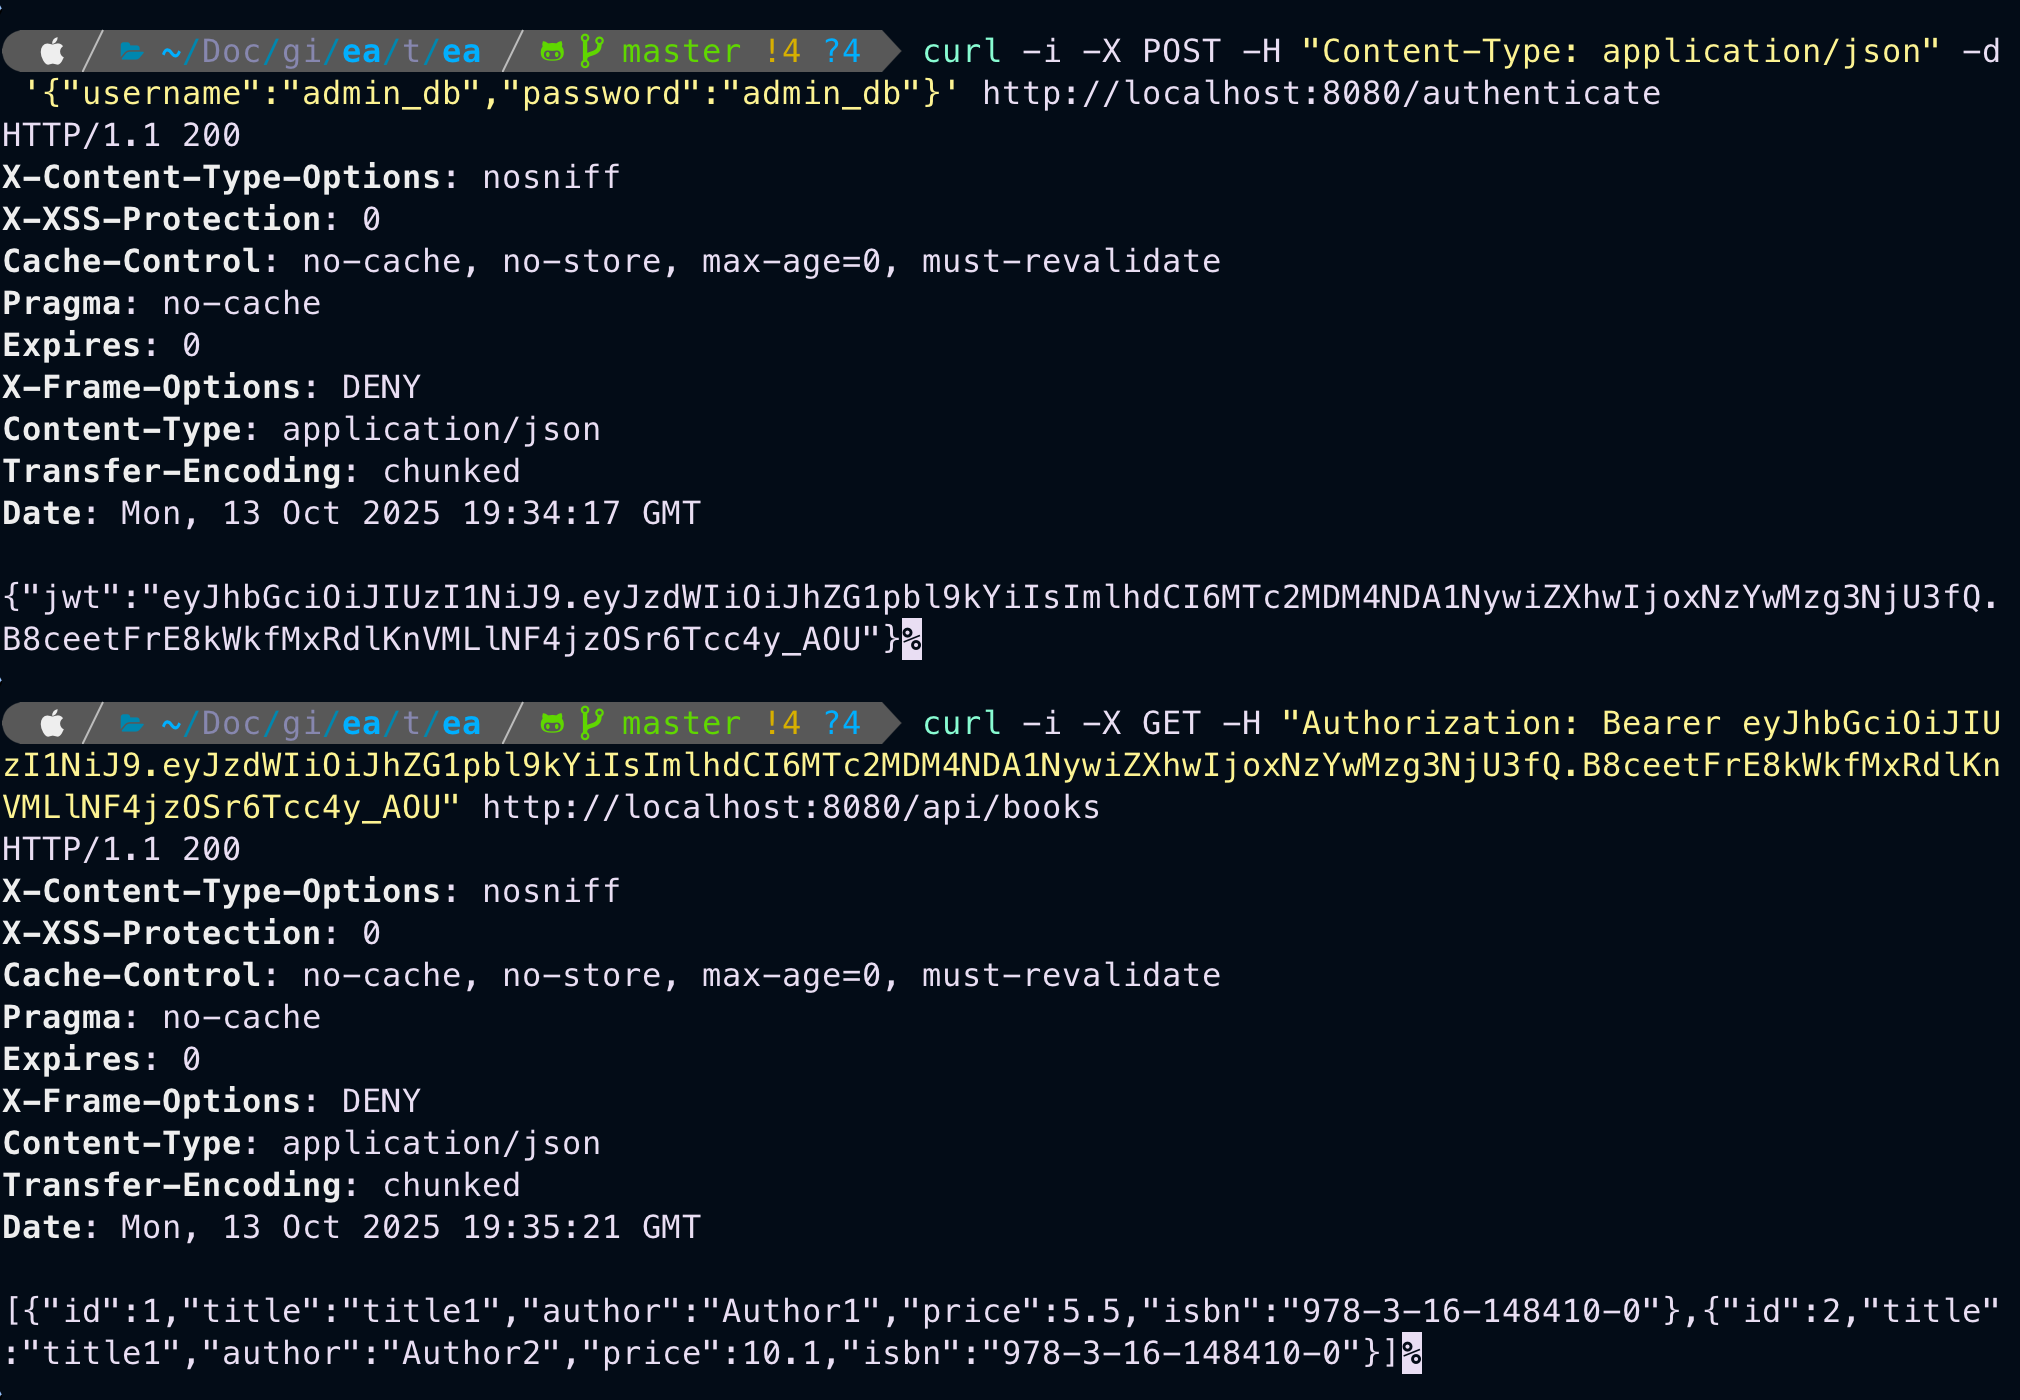 ~/Doc/gi/ea/t/ea master !4 ?4 curl -i -X POST -H "Content-Type: application/json" -d
'{"username":"admin_db","password":"admin_db"}' http://localhost:8080/authenticate
HTTP/1.1 200
X-Content-Type-Options: nosniff
X-XSS-Protection: 0
Cache-Control: no-cache, no-store, max-age=0, must-revalidate
Pragma: no-cache
Expires: 0
X-Frame-Options: DENY
Content-Type: application/json
Transfer-Encoding: chunked
Date: Mon, 13 Oct 2025 19:34:17 GMT
{"jwt":"eyJhbGciOiJIUzI1NiJ9.eyJzdWIiOiJhZG1pbl9kYiIsImlhdCI6MTc2MDM4NDA1NywiZXhwIjoxNzYwMzg3NjU3fQ.
B8ceetFrE8kWkfMxRdlKnVMLlNF4jzOSr6Tcc4y_AOU"}%
~/Doc/gi/ea/t/ea master !4 ?4 curl -i -X GET -H "Authorization: Bearer eyJhbGciOiJIU
zI1NiJ9.eyJzdWIiOiJhZG1pbl9kYiIsImlhdCI6MTc2MDM4NDA1NywiZXhwIjoxNzYwMzg3NjU3fQ.B8ceetFrE8kWkfMxRdlKn
VMLlNF4jzOSr6Tcc4y_AOU" http://localhost:8080/api/books
HTTP/1.1 200
X-Content-Type-Options: nosniff
X-XSS-Protection: 0
Cache-Control: no-cache, no-store, max-age=0, must-revalidate
Pragma: no-cache
Expires: 0
X-Frame-Options: DENY
Content-Type: application/json
Transfer-Encoding: chunked
Date: Mon, 13 Oct 2025 19:35:21 GMT
[{"id":1,"title":"title1","author":"Author1","price":5.5,"isbn":"978-3-16-148410-0"},{"id":2,"title"
:"title1","author":"Author2","price":10.1,"isbn":"978-3-16-148410-0"}]%